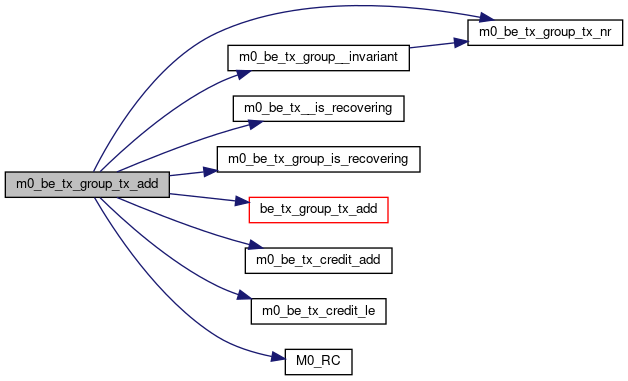 m0_be_tx_group_tx_nr
m0_be_tx_group__invariant
m0_be_tx__is_recovering
m0_be_tx_group_is_recovering
m0_be_tx_group_tx_add
be_tx_group_tx_add
m0_be_tx_credit_add
m0_be_tx_credit_le
M0_RC